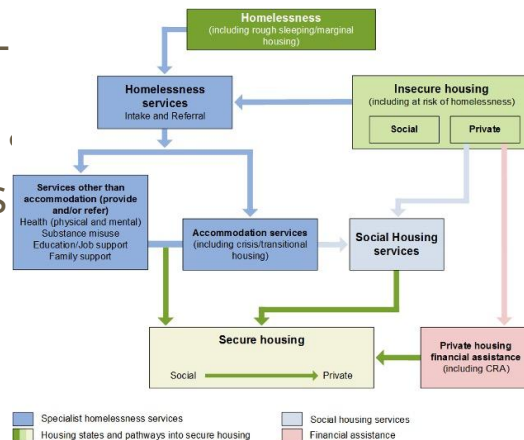 Homelessness
(including rough sleeping/marginal
housing)
Homelessness
services
Intake and Referral
Insecure housing
(including at risk of homelessness)
Social
Private
Services other than
accommodation (provide
and/or refer)
Health (physical and mental)
Substance misuse
Education/Job support
Family support
Accommodation services
(including crisis/transitional
housing)
Social Housing
services
Secure housing
Social
Private
Private housing
financial assistance
(including CRA)
Specialist homelessness services
Social housing services
Housing states and pathways into secure housing
Financial assistance